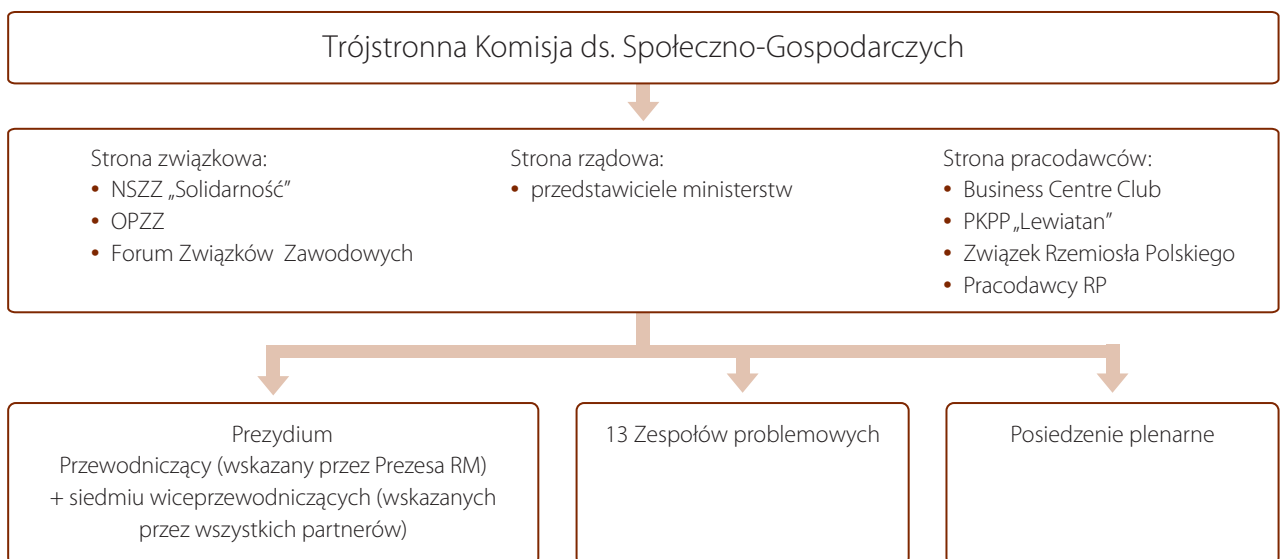 Trójstronna Komisja ds. Społeczno-Gospodarczych
Strona związkowa:
• NSZZ „Solidarność”
• OPZZ
• Forum Związków Zawodowych
Strona rządowa:
• przedstawiciele ministerstw
Strona pracodawców:
• Business Centre Club
• PKPP „Lewiatan”
• Związek Rzemiosła Polskiego
• Pracodawcy RP
Prezydium
Przewodniczący (wskazany przez Prezesa RM)
+ siedmiu wiceprzewodniczących (wskazanych
przez wszystkich partnerów)
13 Zespołów problemowych
Posiedzenie plenarne